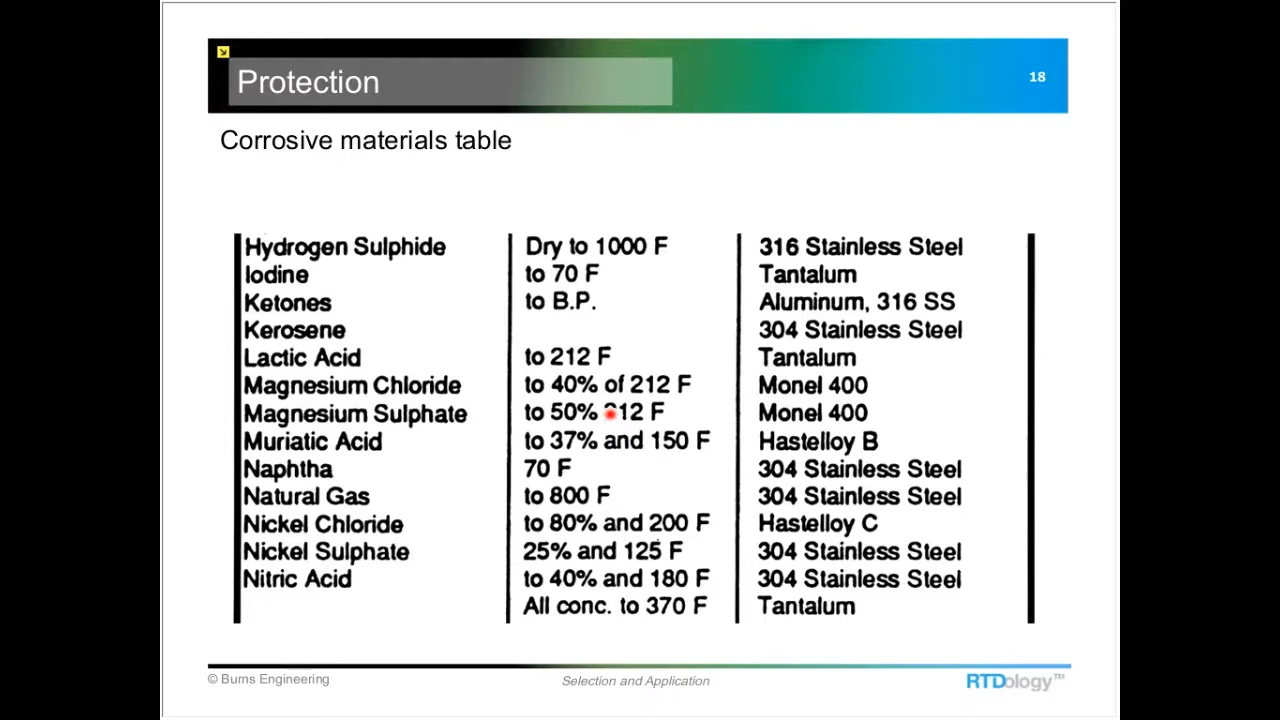 Protection
18
Corrosive materials table
Hydrogen Sulphide Dry to 1000 F 316 Stainless Steel
Iodine to 70 F Tantalum
Ketones to B.P. Aluminum, 316 SS
Kerosene 304 Stainless Steel
Lactic Acid to 212 F Tantalum
Magnesium Chloride to 40% of 212 F Monel 400
Magnesium Sulphate to 50% 212 F Monel 400
Muriatic Acid to 37% and 150 F Hastelloy B
Naphtha 70 F 304 Stainless Steel
Natural Gas to 800 F 304 Stainless Steel
Nickel Chloride to 80% and 200 F Hastelloy C
Nickel Sulphate 25% and 125 F 304 Stainless Steel
Nitric Acid to 40% and 180 F 304 Stainless Steel
All conc. to 370 F Tantalum
© Burns Engineering Selection and Application RTDology™